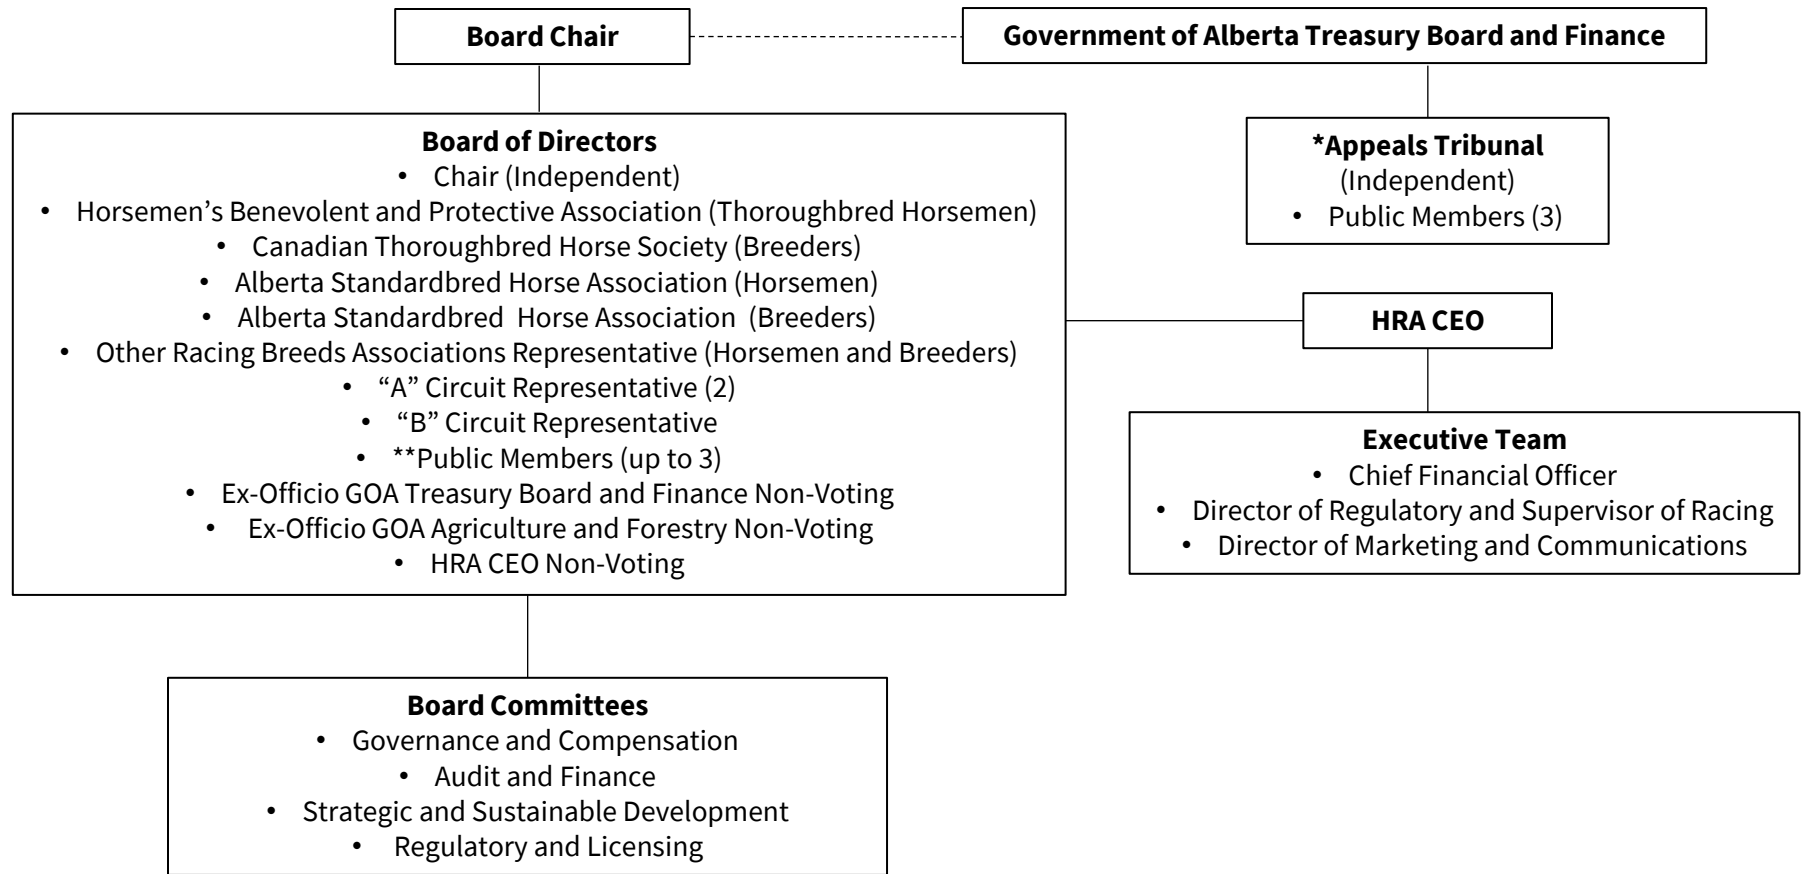 Board Chair
Government of Alberta Treasury Board and Finance
Board of Directors
• Chair (Independent)
• Horsemen’s Benevolent and Protective Association (Thoroughbred Horsemen)
• Canadian Thoroughbred Horse Society (Breeders)
• Alberta Standardbred Horse Association (Horsemen)
• Alberta Standardbred  Horse Association  (Breeders)
• Other Racing Breeds Associations Representative (Horsemen and Breeders)
• “A” Circuit Representative (2)
• “B” Circuit Representative
• **Public Members (up to 3)
• Ex-Officio GOA Treasury Board and Finance Non-Voting
• Ex-Officio GOA Agriculture and Forestry Non-Voting
• HRA CEO Non-Voting
*Appeals Tribunal
(Independent)
• Public Members (3)
HRA CEO
Executive Team
• Chief Financial Officer
• Director of Regulatory and Supervisor of Racing
• Director of Marketing and Communications
Board Committees
• Governance and Compensation
• Audit and Finance
• Strategic and Sustainable Development
• Regulatory and Licensing